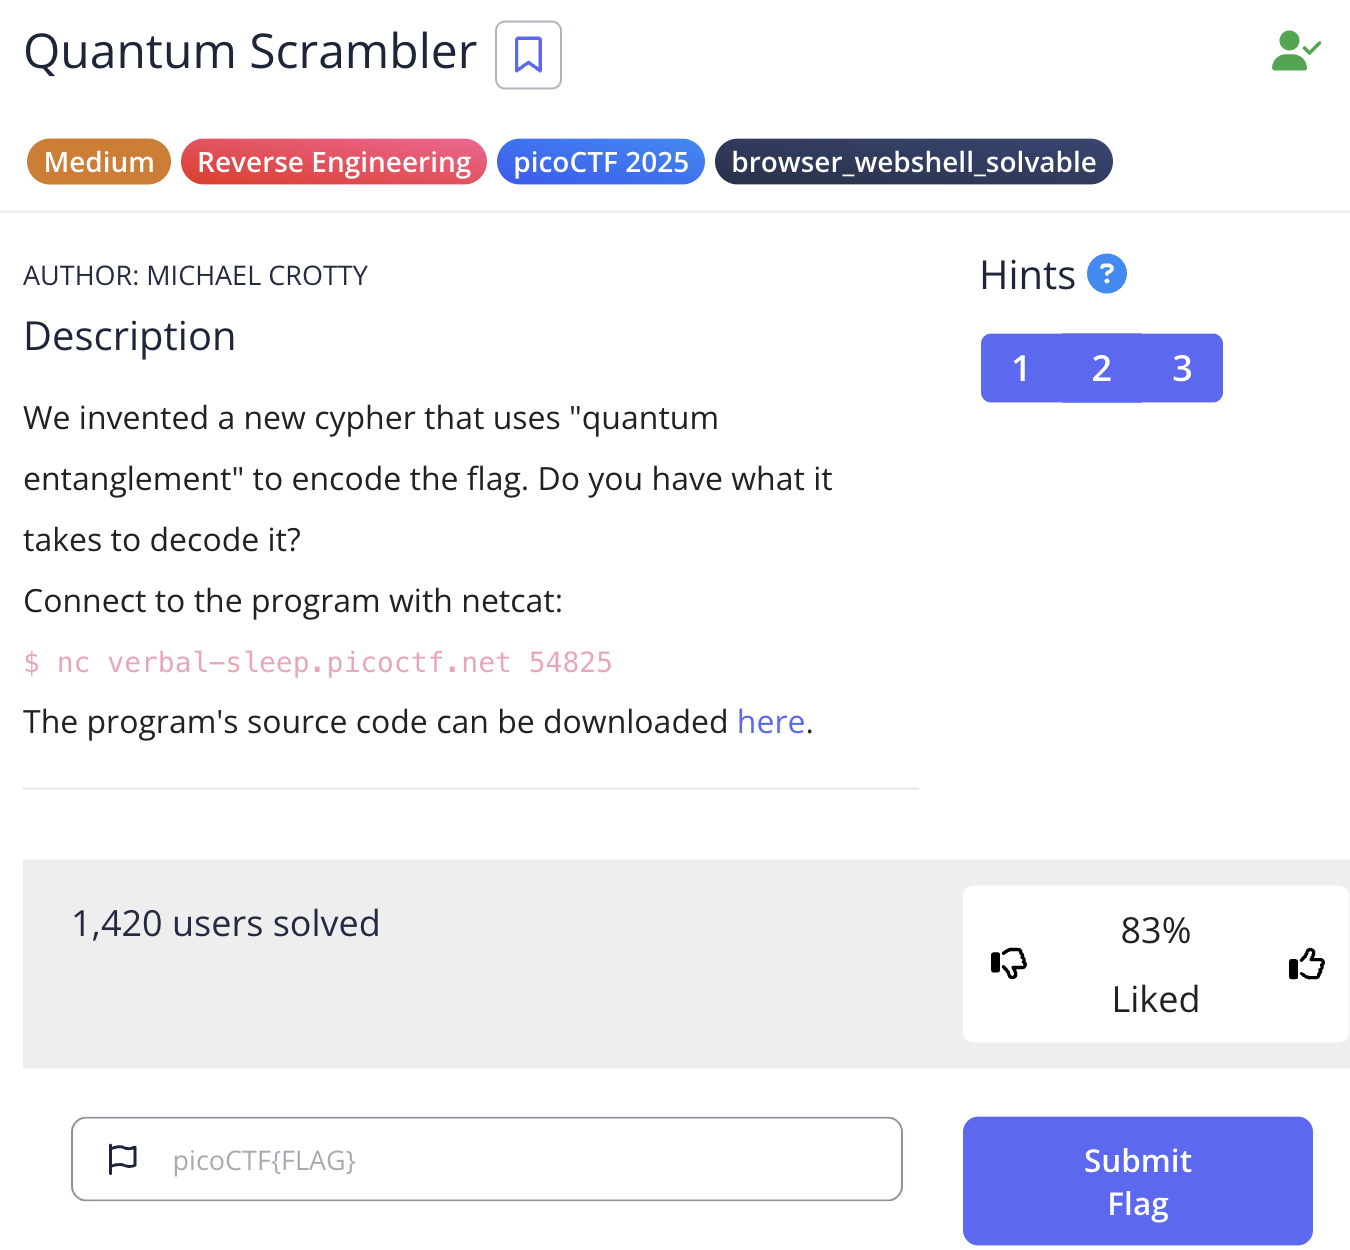 Quantum Scrambler
Medium Reverse Engineering picoCTF 2025 browser_webshell_solvable
AUTHOR: MICHAEL CROTTY
Description
We invented a new cypher that uses "quantum
entanglement" to encode the flag. Do you have what it
takes to decode it?
Connect to the program with netcat:
$ nc verbal-sleep.picoctf.net 54825
The program's source code can be downloaded here.
Hints ?
1 2 3
1,420 users solved
83%
Liked
picoCTF{FLAG}
Submit
Flag